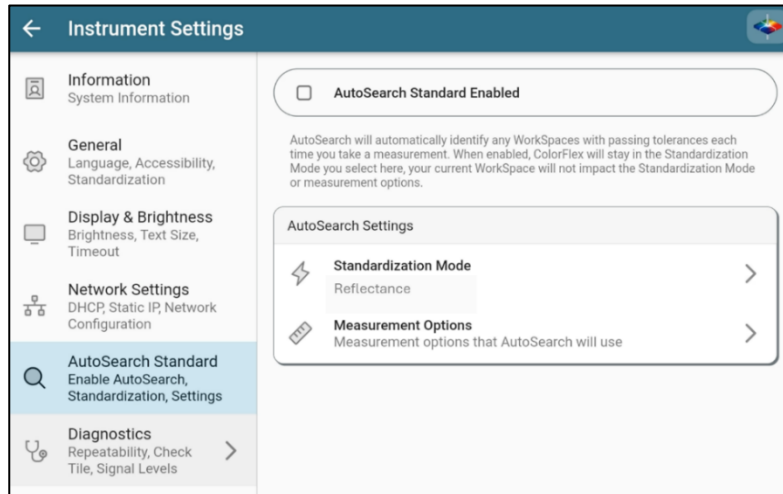 Instrument Settings
Information
System Information
General
Language, Accessibility,
Standardization
Display & Brightness
Brightness, Text Size,
Timeout
Network Settings
DHCP, Static IP, Network
Configuration
AutoSearch Standard
Enable AutoSearch,
Standardization, Settings
Diagnostics
Repeatability, Check
Tile, Signal Levels
AutoSearch Standard Enabled
AutoSearch will automatically identify any WorkSpaces with passing tolerances each
time you take a measurement. When enabled, ColorFlex will stay in the Standardization
Mode you select here, your current WorkSpace will not impact the Standardization Mode
or measurement options.
AutoSearch Settings
Standardization Mode
Reflectance
Measurement Options
Measurement options that AutoSearch will use